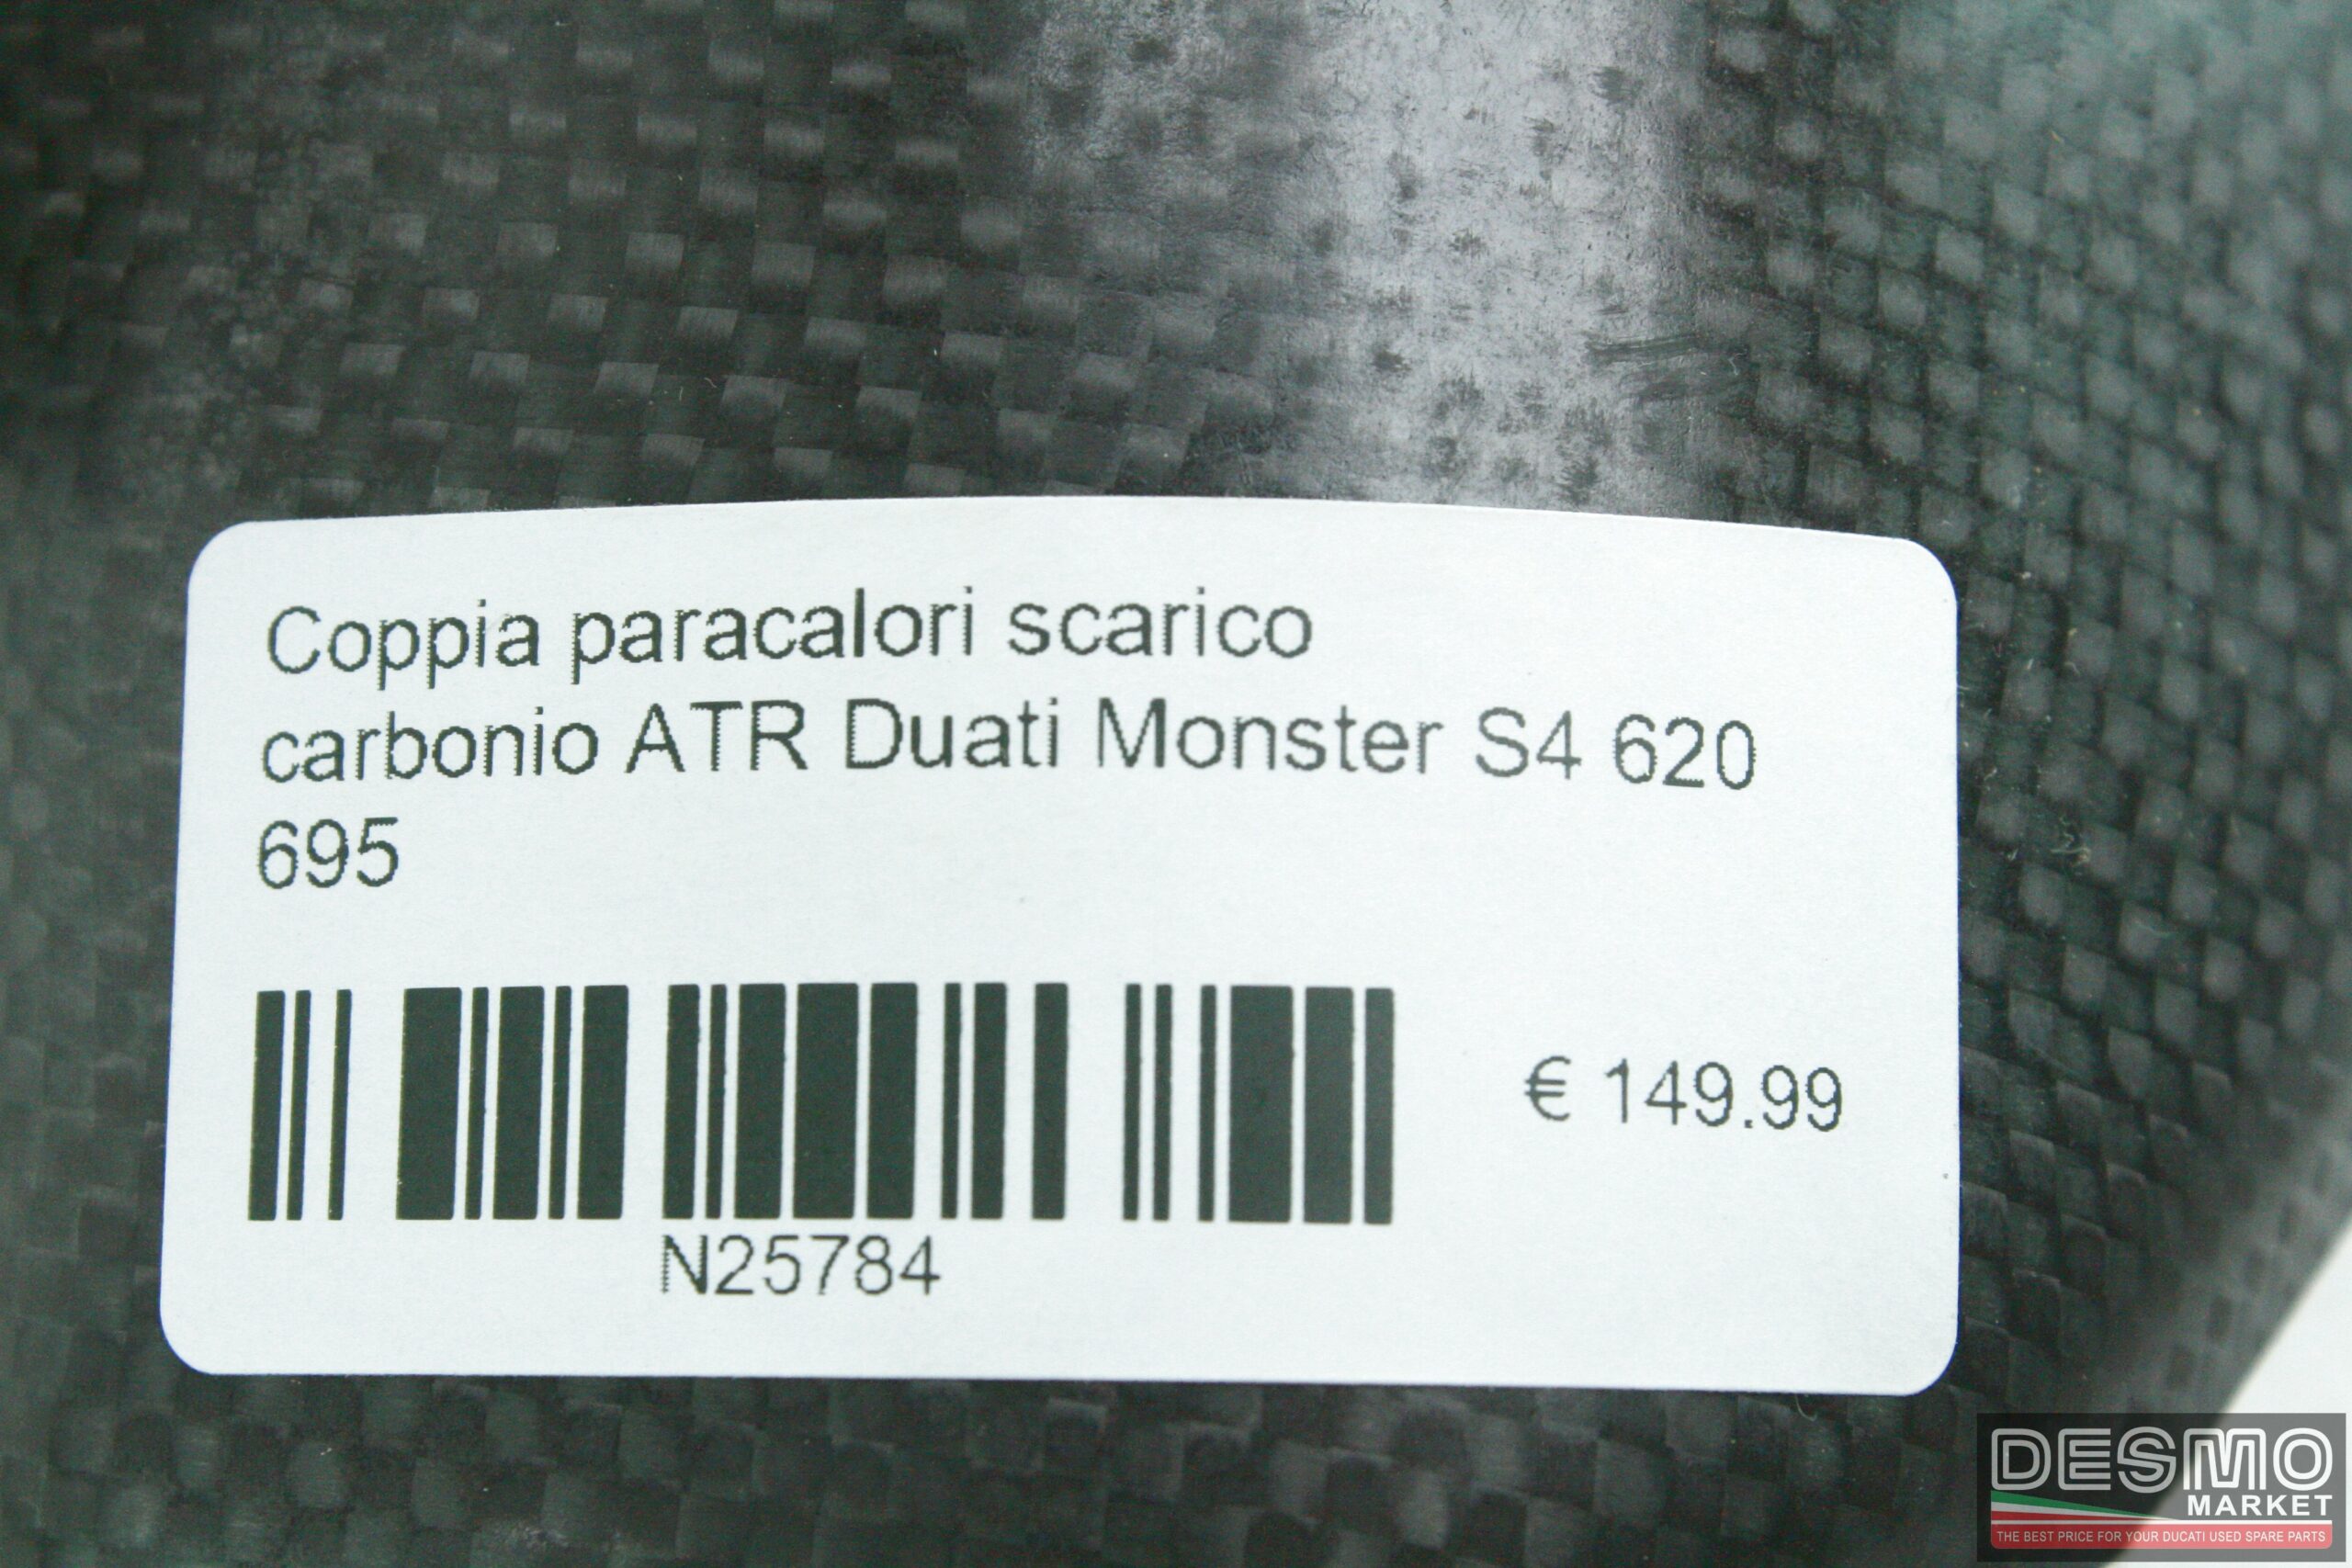 Coppia paracalori scarico
carbonio ATR Duati Monster S4 620
695
€ 149.99
N25784
DESMO
MARKET
THE BEST PRICE FOR YOUR DUCATI USED SPARE PARTS